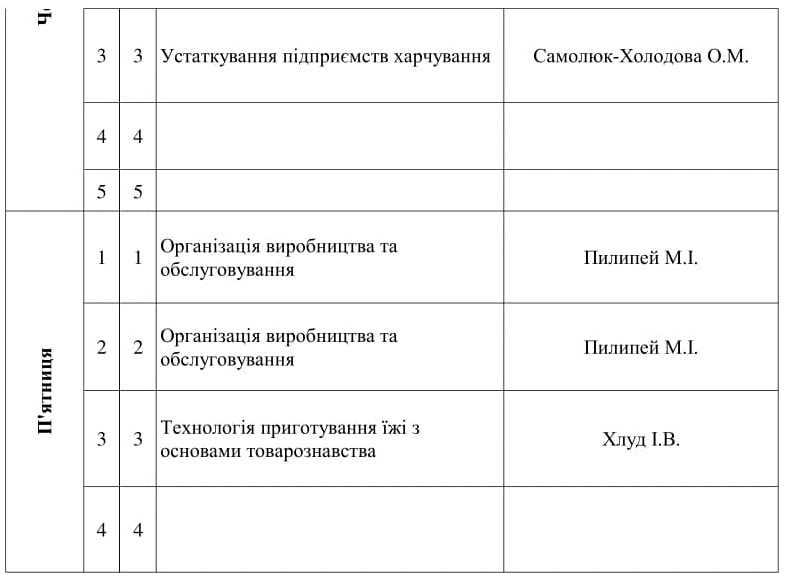 3 3 Устаткування підприємств харчування Самолюк-Холодова О.М.
4 4
5 5
П'ятниця
1 1 Організація виробництва та
обслуговування
Пилипей М.І.
2 2 Організація виробництва та
обслуговування
Пилипей М.І.
3 3 Технологія приготування їжі з
основами товарознавства
Хлуд І.В.
4 4